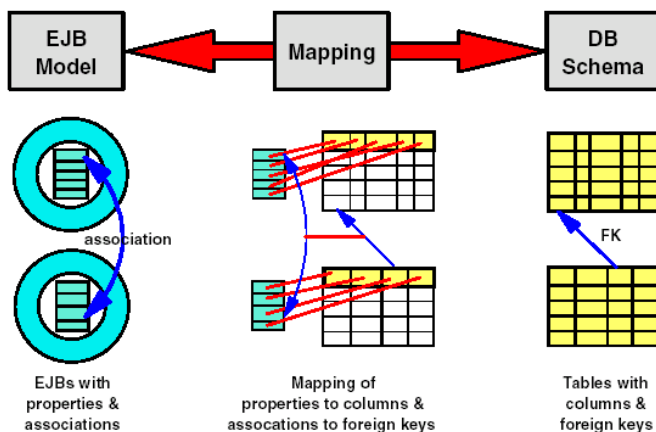 EJB
Model
Mapping
DB
Schema
association
FK
EJBs with
properties &
associations
Mapping of
properties to columns &
assocations to foreign keys
Tables with
columns &
foreign keys